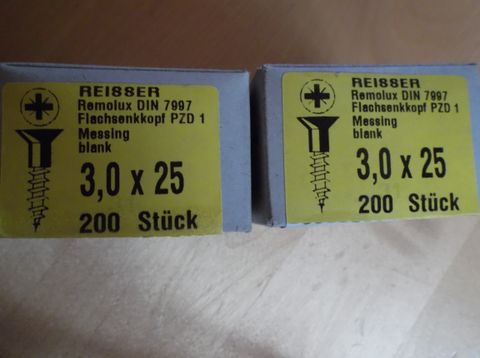 REISSER
Remolux DIN 7997
Flachsenkkopf PZD 1
Messing
blank
3,0 x 25
200 Stück
REISSER
Remolux DIN 7997
Flachsenkkopf PZD 1
Messing
blank
3,0 x 25
200 Stück